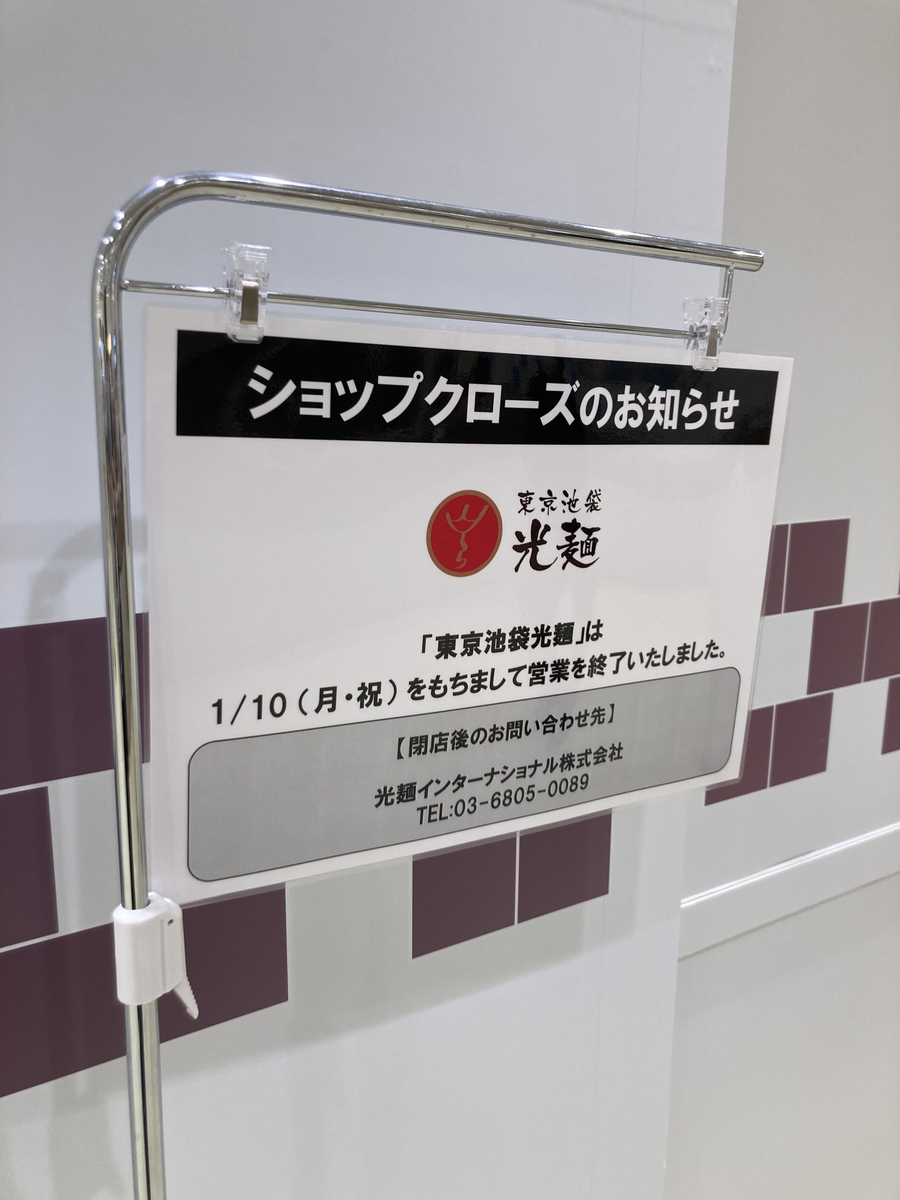 ショップクローズのお知らせ
東京池袋
光麺
「東京池袋光麺」は
1/10(月・祝)をもちまして営業を終了いたしました。
【閉店後のお問い合わせ先】
光麺インターナショナル株式会社
TEL:03-6805-0089